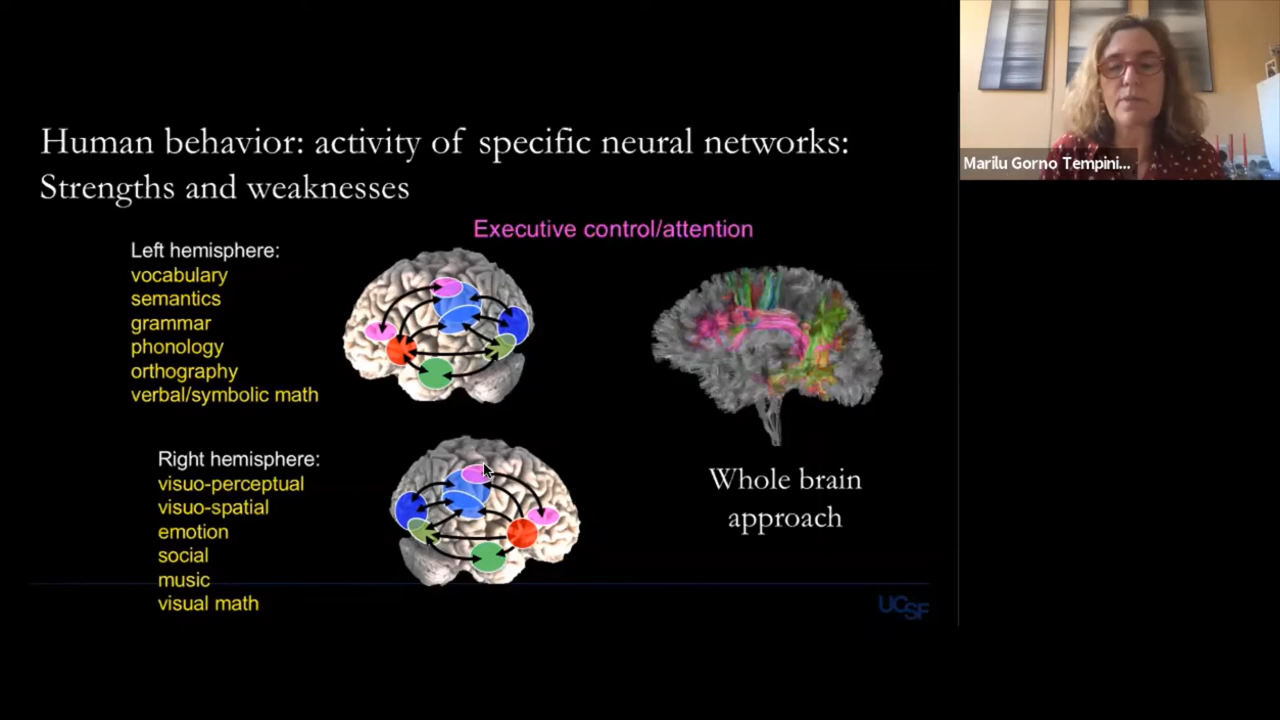 Human behavior: activity of specific neural networks:
Strengths and weaknesses
Executive control/attention
Left hemisphere:
vocabulary
semantics
grammar
phonology
orthography
verbal/symbolic math
Right hemisphere:
visuo-perceptual
visuo-spatial
emotion
social
music
visual math
Whole brain
approach
UCSF
Marilu Gorno Tempini...